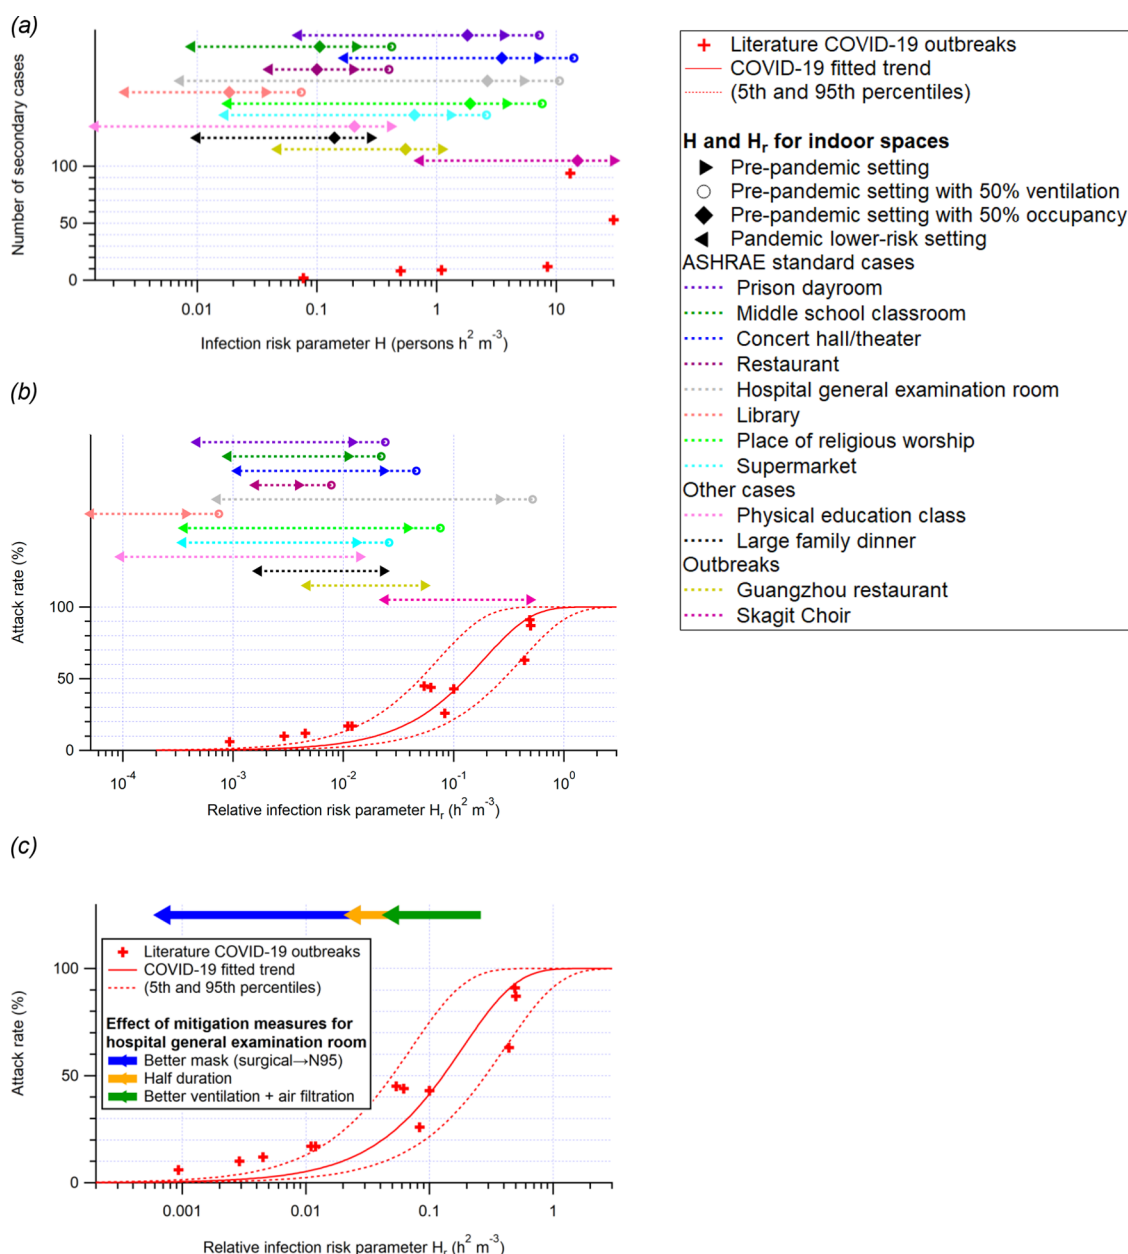 (a)
Number of secondary cases
100
50
0
0.01
0.1
1
10
Infection risk parameter H (persons h² m⁻³)
Literature COVID-19 outbreaks
COVID-19 fitted trend
(5th and 95th percentiles)
H and Hᵣ for indoor spaces
Pre-pandemic setting
Pre-pandemic setting with 50% ventilation
Pre-pandemic setting with 50% occupancy
Pandemic lower-risk setting
ASHRAE standard cases
Prison dayroom
Middle school classroom
Concert hall/theater
Restaurant
Hospital general examination room
Library
Place of religious worship
Supermarket
Other cases
Physical education class
Large family dinner
Outbreaks
Guangzhou restaurant
Skagit Choir
(b)
Attack rate (%)
100
50
0
10⁻⁴
10⁻³
10⁻²
10⁻¹
10⁰
Relative infection risk parameter Hᵣ (h² m⁻³)
(c)
Attack rate (%)
100
50
0
Literature COVID-19 outbreaks
COVID-19 fitted trend
(5th and 95th percentiles)
Effect of mitigation measures for
hospital general examination room
Better mask (surgical→N95)
Half duration
Better ventilation + air filtration
0.001
0.01
0.1
1
Relative infection risk parameter Hᵣ (h² m⁻³)